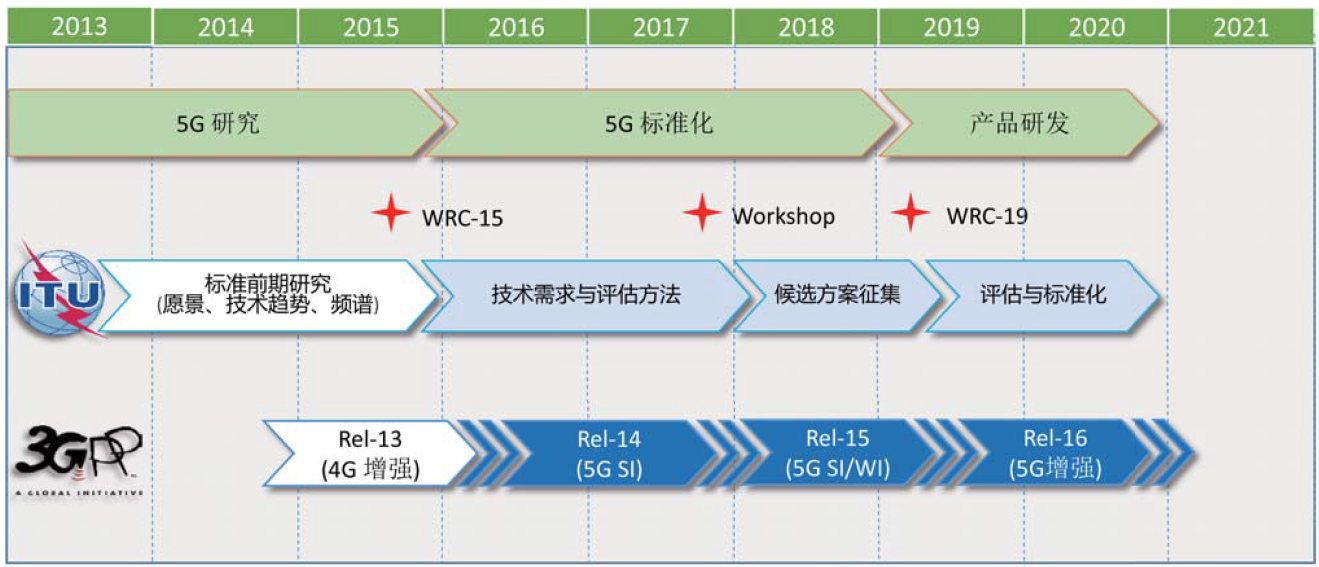 2013 2014 2015 2016 2017 2018 2019 2020 2021
5G 研究 5G 标准化 产品研发
WRC-15 Workshop WRC-19
ITU
标准前期研究
(愿景、技术趋势、频谱)
技术需求与评估方法
候选方案征集
评估与标准化
3GPP
A GLOBAL INITIATIVE
Rel-13
(4G 增强)
Rel-14
(5G SI)
Rel-15
(5G SI/WI)
Rel-16
(5G增强)